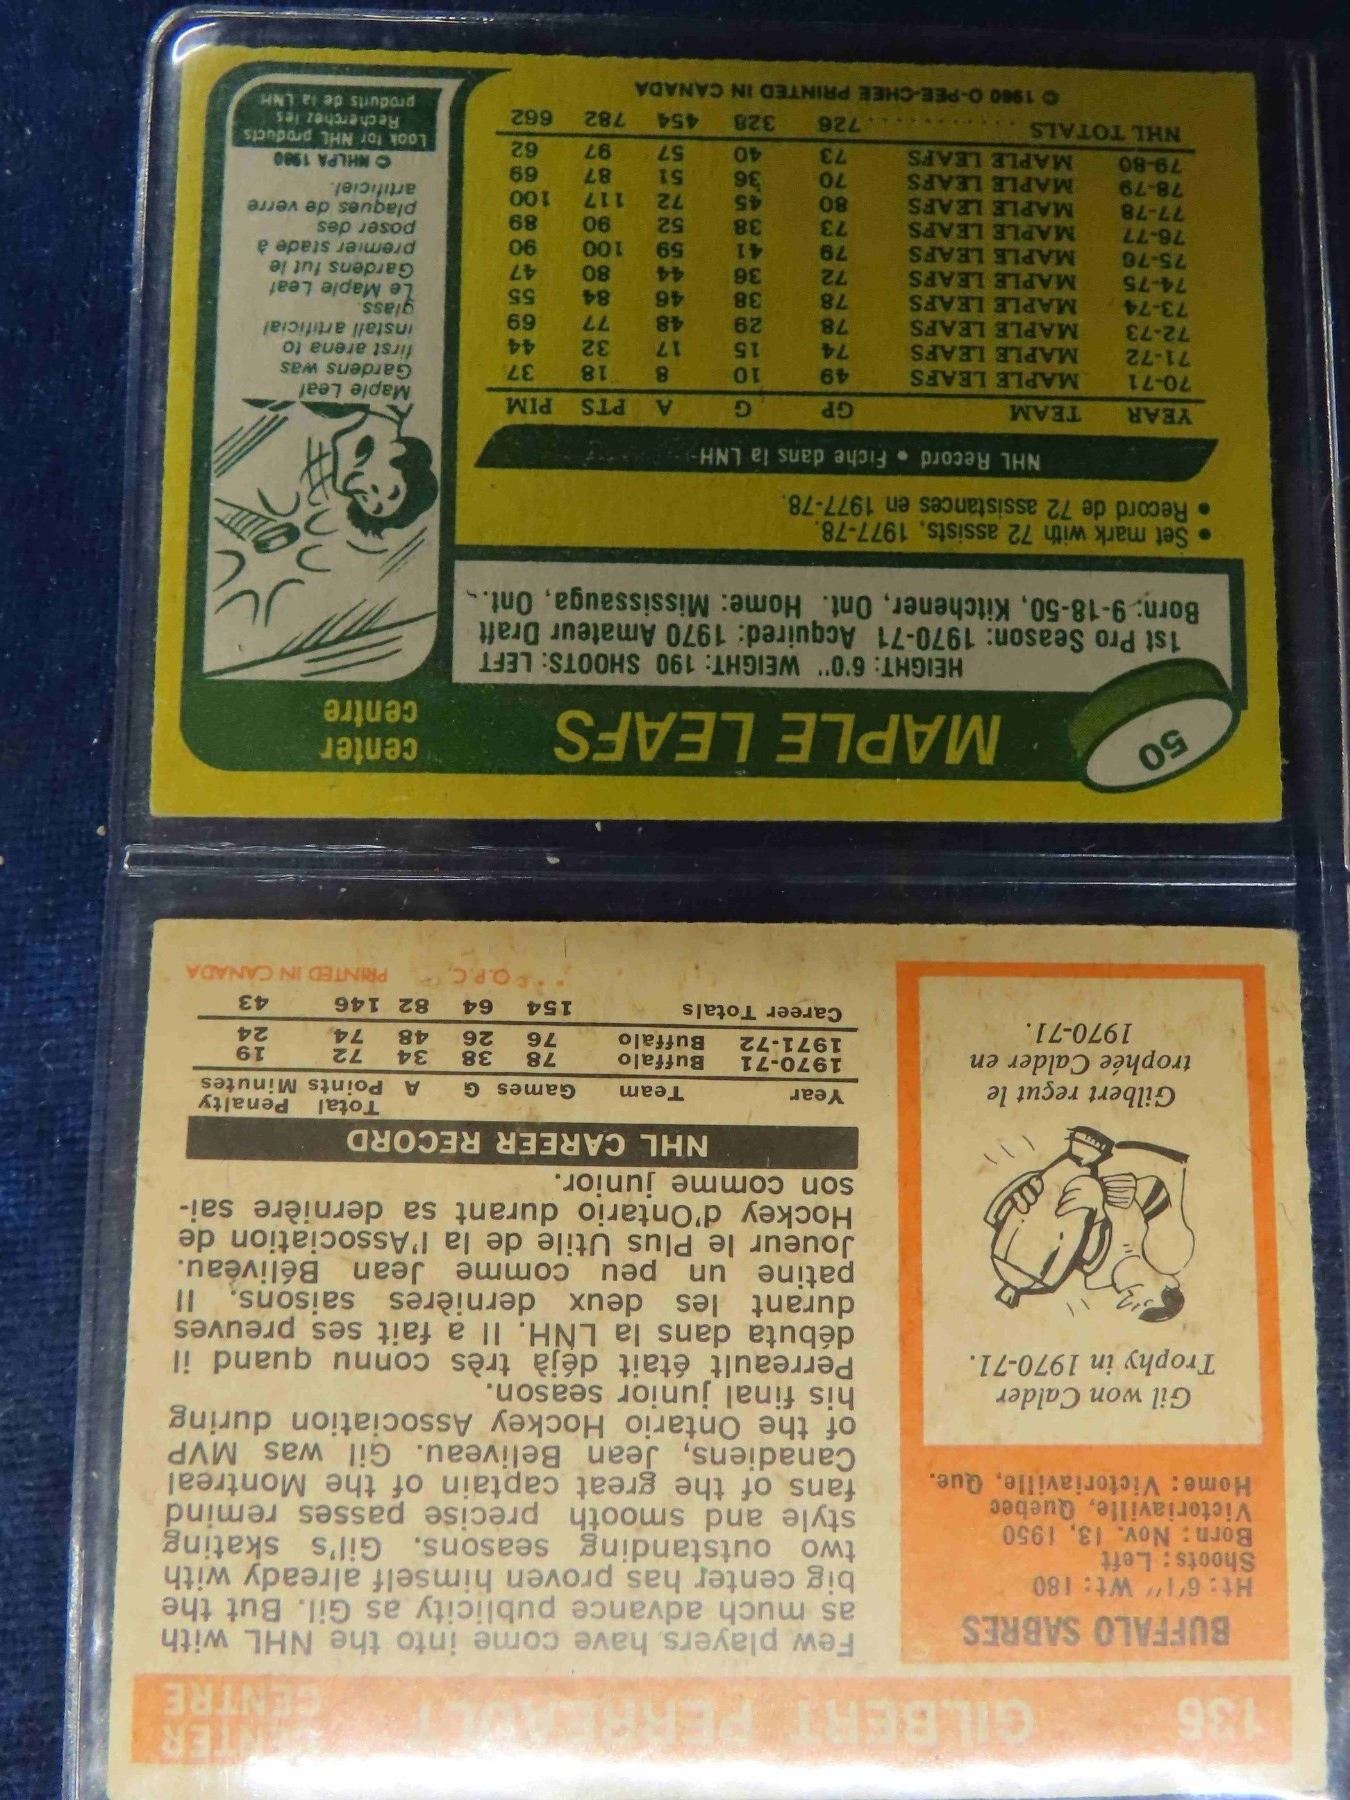 136 GILBERT PERREAULT CENTER
CENTRE
BUFFALO SABRES
Ht: 6'1" Wt: 180
Shoots: Left
Born: Nov. 13, 1950
Victoriaville, Quebec
Home: Victoriaville, Que.
Gil won Calder
Trophy in 1970-71.
Gilbert reçut le
trophée Calder en
1970-71.
Few players have come into the NHL with
as much advance publicity as Gil. But the
big center has proven himself already with
two outstanding seasons. Gil's skating
style and smooth precise passes remind
fans of the great captain of the Montreal
Canadiens, Jean Beliveau. Gil was MVP
of the Ontario Hockey Association during
his final junior season.
Perreault était déjà très connu quand il
débuta dans la LNH. Il a fait ses preuves
durant les deux dernières saisons. Il
patine un peu comme Jean Béliveau.
Joueur le Plus Utile de la l'Association de
Hockey d'Ontario durant sa dernière sai-
son comme junior.
NHL CAREER RECORD
Year Team Games G A Total Points Penalty Minutes
1970-71 Buffalo 78 38 34 72 19
1971-72 Buffalo 76 26 48 74 24
Career Totals 154 64 82 146 43
O.P.C. PRINTED IN CANADA
50 MAPLE LEAFS center
centre
HEIGHT: 6'0" WEIGHT: 190 SHOOTS: LEFT
1st Pro Season: 1970-71 Acquired: 1970 Amateur Draft
Born: 9-18-50, Kitchener, Ont. Home: Mississauga, Ont.
• Set mark with 72 assists, 1977-78.
• Record de 72 assistances en 1977-78.
NHL Record • Fiche dans la LNH
YEAR TEAM GP G A PTS PIM
70-71 MAPLE LEAFS 49 10 8 18 37
71-72 MAPLE LEAFS 74 15 17 32 44
72-73 MAPLE LEAFS 78 29 48 77 69
73-74 MAPLE LEAFS 78 38 46 84 55
74-75 MAPLE LEAFS 72 36 44 80 47
75-76 MAPLE LEAFS 79 41 59 100 90
76-77 MAPLE LEAFS 73 38 52 90 89
77-78 MAPLE LEAFS 80 45 72 117 100
78-79 MAPLE LEAFS 70 36 51 87 69
79-80 MAPLE LEAFS 73 40 57 97 62
NHL TOTALS ........... 726 328 454 782 662
© 1980 O-PEE-CHEE PRINTED IN CANADA
Maple Leaf
Gardens was
first arena to
install artificial
glass.
Le Maple Leaf
Gardens fut le
premier stade à
poser des
plaques de verre
artificiel.
© NHLPA 1980
Look for NHL products
Recherchez les
produits de la LNH